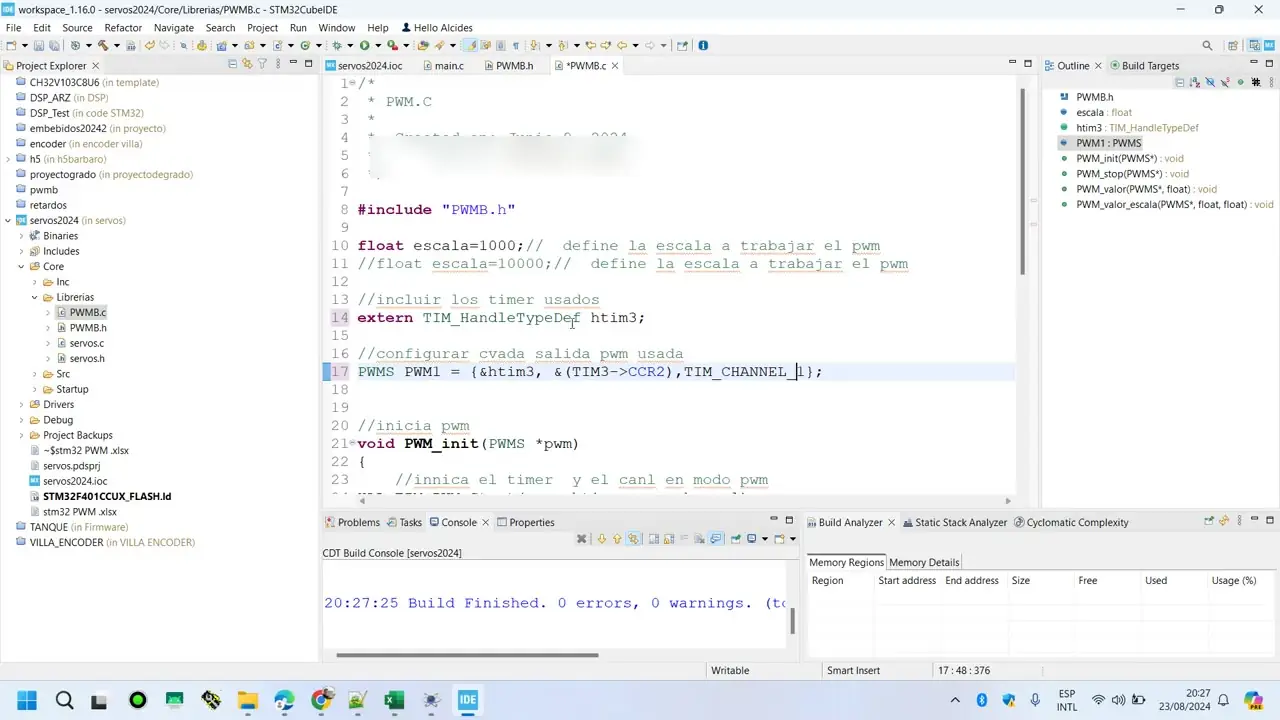 workspace_1.16.0 - servos2024/Core/Librerias/PWMB.c - STM32CubeIDE
File Edit Source Refactor Navigate Search Project Run Window Help Hello Alcides
Project Explorer
CH32V103C8U6 (in template)
DSP_ARZ (in DSP)
DSP_Test (in code STM32)
embebidos20242 (in proyecto)
encoder (in encoder villa)
h5 (in h5barbaro)
proyectogrado (in proyectodegrado)
pwmb
retardos
servos2024 (in servos)
Binaries
Includes
Core
Inc
Librerias
PWMB.c
PWMB.h
servos.c
servos.h
Src
Startup
Drivers
Debug
Project Backups
~$stm32 PWM .xlsx
servos.pdsprj
servos2024.ioc
STM32F401CCUX_FLASH.ld
stm32 PWM .xlsx
TANQUE (in Firmware)
VILLA_ENCODER (in VILLA ENCODER)
servos2024.ioc main.c PWMB.h *PWMB.c
1 /*
2 * PWM.C
3 *
4 * Created on: Junio 9, 2024
5 *
6
7
8 #include "PWMB.h"
9
10 float escala=1000;// define la escala a trabajar el pwm
11 //float escala=10000;// define la escala a trabajar el pwm
12
13 //incluir los timer usados
14 extern TIM_HandleTypeDef htim3;
15
16 //configurar cvada salida pwm usada
17 PWMS PWM1 = {&htim3, &(TIM3->CCR2),TIM_CHANNEL_1};
18
19
20 //inicia pwm
21 void PWM_init(PWMS *pwm)
22 {
23 //innica el timer y el canl en modo pwm
Outline Build Targets
PWMB.h
escala : float
htim3 : TIM_HandleTypeDef
PWM1 : PWMS
PWM_init(PWMS*) : void
PWM_stop(PWMS*) : void
PWM_valor(PWMS*, float) : void
PWM_valor_escala(PWMS*, float, float) : void
Problems Tasks Console Properties
CDT Build Console [servos2024]
20:27:25 Build Finished. 0 errors, 0 warnings. (to
Build Analyzer Static Stack Analyzer Cyclomatic Complexity
Memory Regions Memory Details
Region Start address End address Size Free Used Usage (%)
Writable Smart Insert 17 : 48 : 376
IDE
ESP
INTL
20:27
23/08/2024